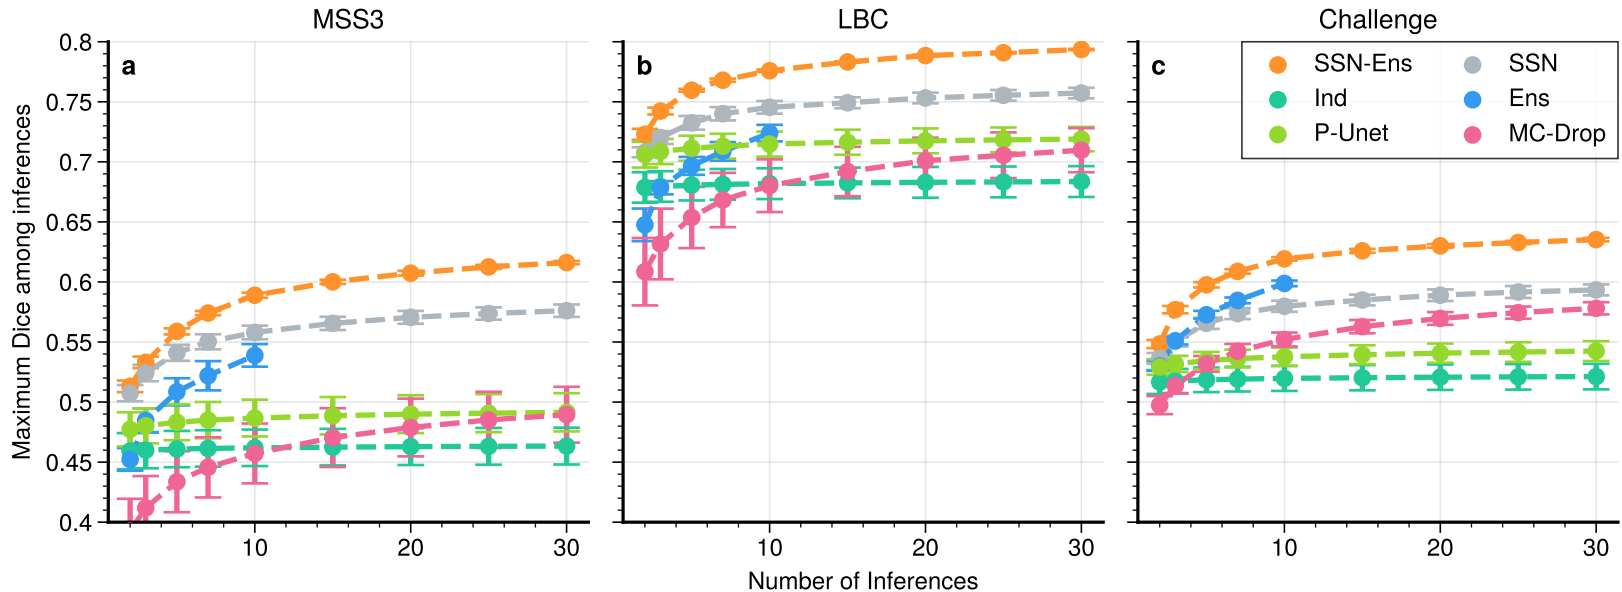 MSS3
LBC
Challenge
Maximum Dice among inferences
0.8
0.75
0.7
0.65
0.6
0.55
0.5
0.45
0.4
a
b
c
SSN-Ens
SSN
Ind
Ens
P-Unet
MC-Drop
10 20 30
10 20 30
10 20 30
Number of Inferences